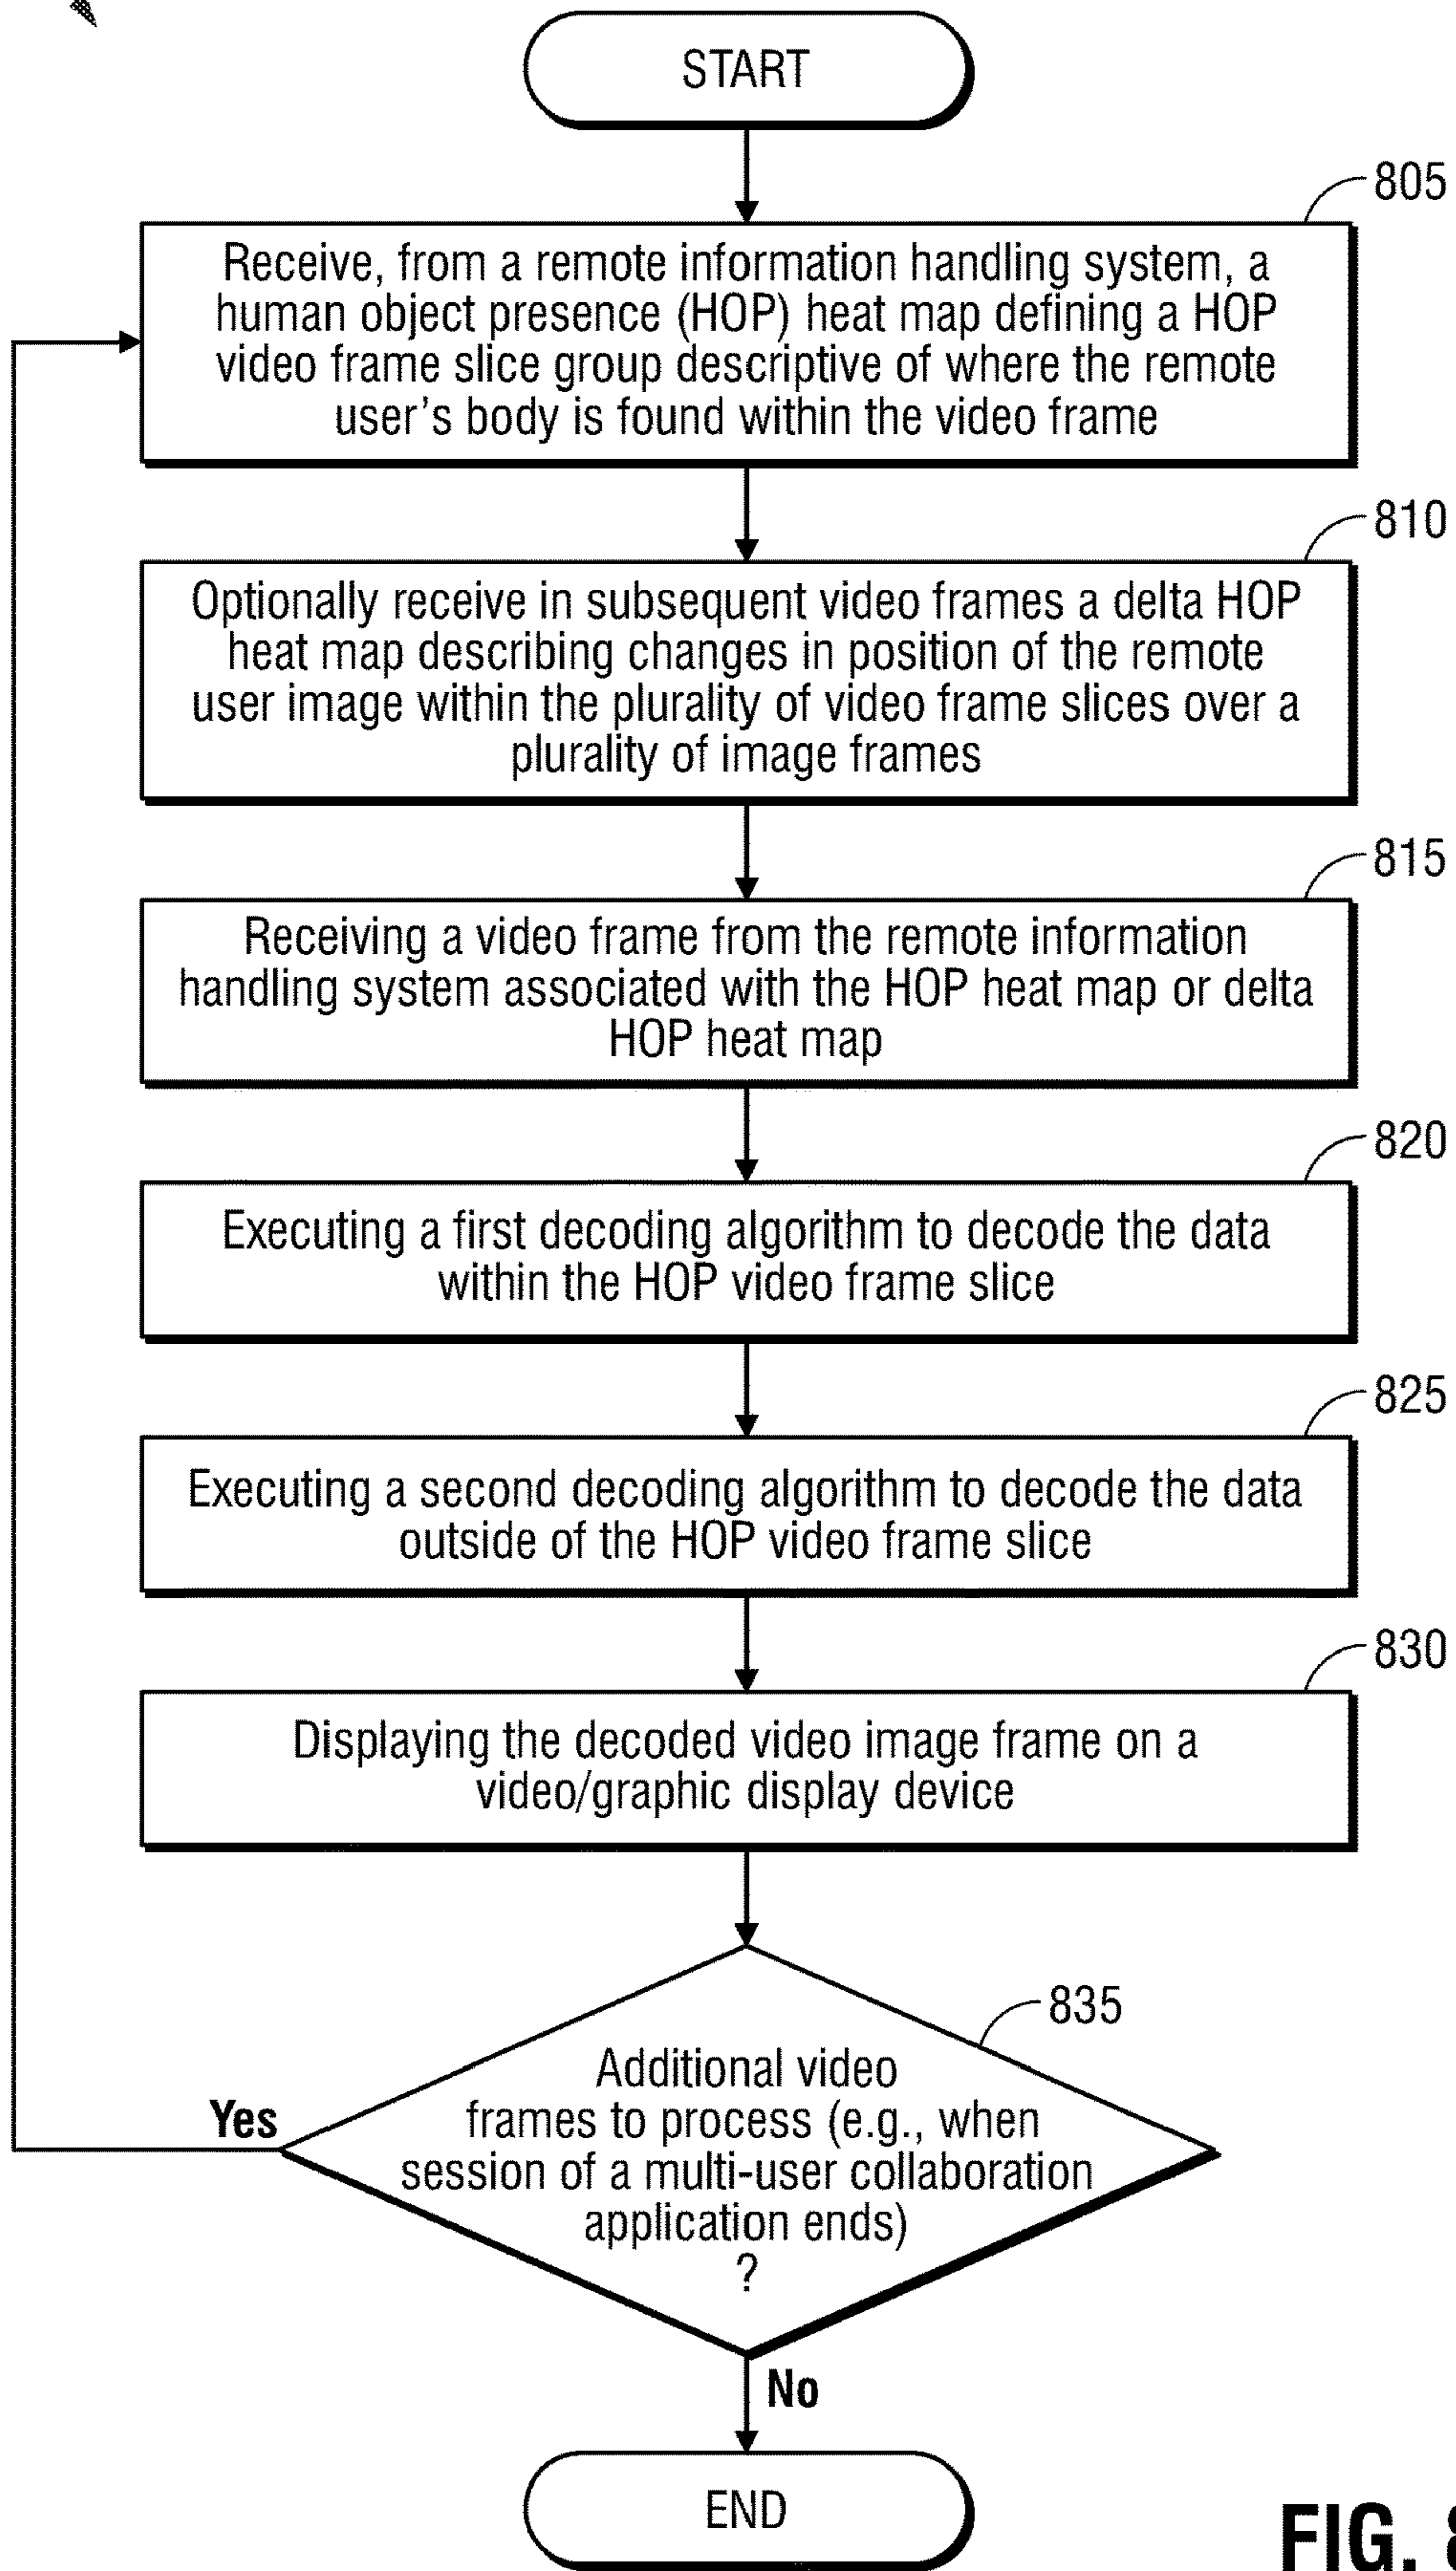 START
805
Receive, from a remote information handling system, a
human object presence (HOP) heat map defining a HOP
video frame slice group descriptive of where the remote
user's body is found within the video frame
810
Optionally receive in subsequent video frames a delta HOP
heat map describing changes in position of the remote
user image within the plurality of video frame slices over a
plurality of image frames
815
Receiving a video frame from the remote information
handling system associated with the HOP heat map or delta
HOP heat map
820
Executing a first decoding algorithm to decode the data
within the HOP video frame slice
825
Executing a second decoding algorithm to decode the data
outside of the HOP video frame slice
830
Displaying the decoded video image frame on a
video/graphic display device
835
Additional video
frames to process (e.g., when
session of a multi-user collaboration
application ends)
?
Yes
No
END
FIG. 8